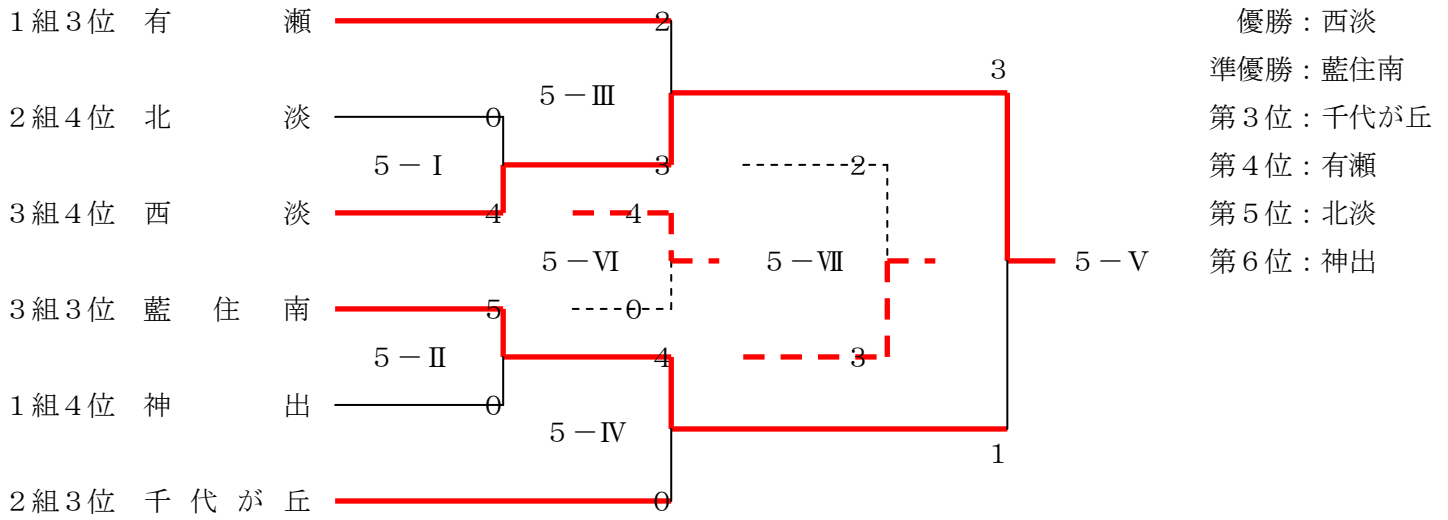 １組３位 有瀬 2 優勝：西淡
3
準優勝：藍住南
５－Ⅲ
２組４位 北淡 0 第３位：千代が丘
５－Ⅰ 3 2 第４位：有瀬
３組４位 西淡 4 4 第５位：北淡
５－Ⅵ ５－Ⅶ ５－Ⅴ 第６位：神出
３組３位 藍住南 5 0
５－Ⅱ 4 3
１組４位 神出 0
５－Ⅳ
1
２組３位 千代が丘 0